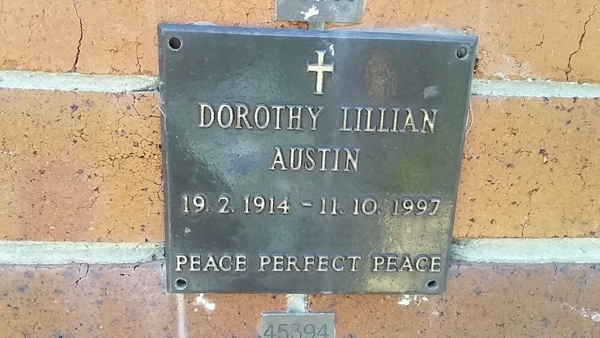 DOROTHY LILLIAN
AUSTIN
19. 2. 1914 - 11. 10. 1997
PEACE PERFECT PEACE
45394